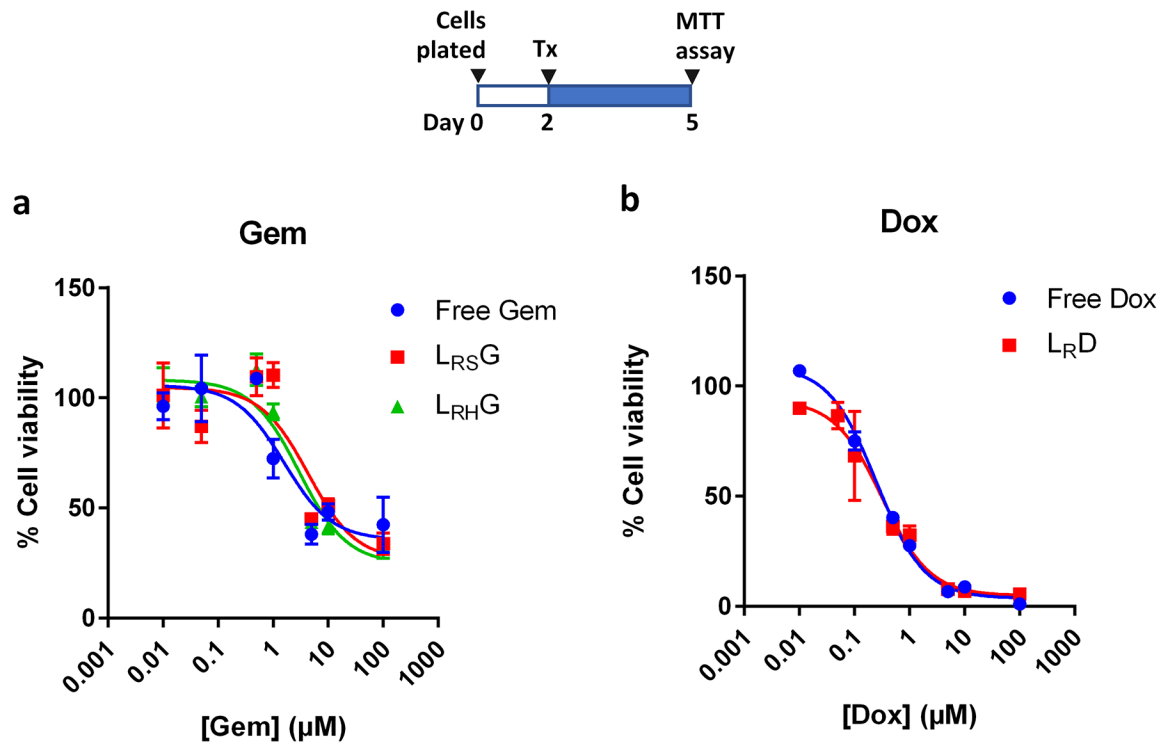 Cells plated
Tx
MTT assay
Day 0
2
5
a
Gem
% Cell viability
150
100
50
0
0.001
0.01
0.1
1
10
100
1000
[Gem] (µM)
Free Gem
LRSG
LRHG
b
Dox
% Cell viability
150
100
50
0
0.001
0.01
0.1
1
10
100
1000
[Dox] (µM)
Free Dox
LRD